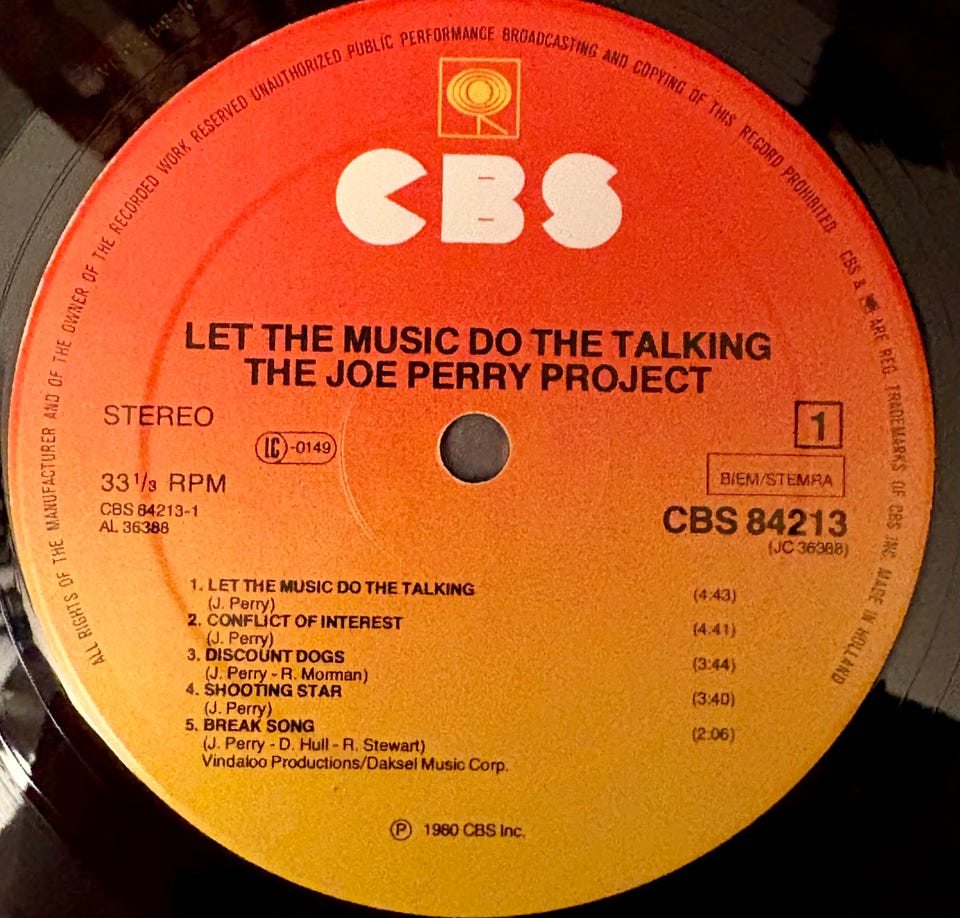 ALL RIGHTS OF THE MANUFACTURER AND OF THE OWNER OF THE RECORDED WORK RESERVED UNAUTHORIZED PUBLIC PERFORMANCE BROADCASTING AND COPYING OF THIS RECORD PROHIBITED CBS & ARE REG. TRADEMARKS OF CBS INC. MADE IN HOLLAND
CBS
LET THE MUSIC DO THE TALKING
THE JOE PERRY PROJECT
STEREO
1
LC-0149
BIEM/STEMRA
33 1/3 RPM
CBS 84213-1
CBS 84213
AL 36388
(JC 36388)
1. LET THE MUSIC DO THE TALKING (4:43)
(J. Perry)
2. CONFLICT OF INTEREST (4.41)
(J. Perry)
3. DISCOUNT DOGS (3:44)
(J. Perry - R. Morman)
4. SHOOTING STAR (3:40)
(J. Perry)
5. BREAK SONG (2:06)
(J. Perry - D. Hull - R. Stewart)
Vindaloo Productions/Daksel Music Corp.
Ⓟ 1980 CBS Inc.